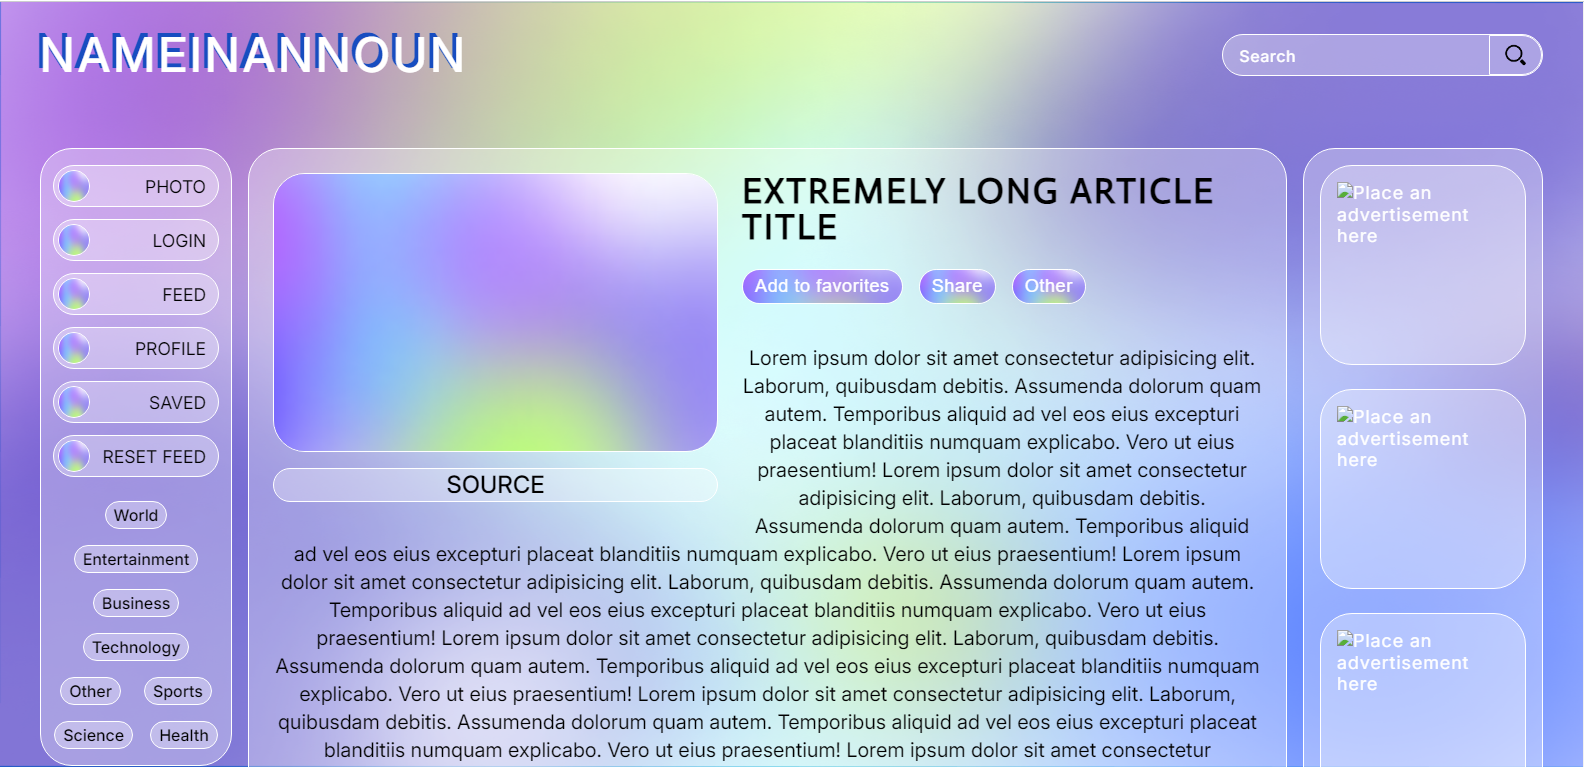 NAMEINANNOUN
Search
PHOTO
LOGIN
FEED
PROFILE
SAVED
RESET FEED
World
Entertainment
Business
Technology
Other Sports
Science Health
SOURCE
EXTREMELY LONG ARTICLE
TITLE
Add to favorites Share Other
Lorem ipsum dolor sit amet consectetur adipisicing elit.
Laborum, quibusdam debitis. Assumenda dolorum quam
autem. Temporibus aliquid ad vel eos eius excepturi
placeat blanditiis numquam explicabo. Vero ut eius
praesentium! Lorem ipsum dolor sit amet consectetur
adipisicing elit. Laborum, quibusdam debitis.
Assumenda dolorum quam autem. Temporibus aliquid
ad vel eos eius excepturi placeat blanditiis numquam explicabo. Vero ut eius praesentium! Lorem ipsum
dolor sit amet consectetur adipisicing elit. Laborum, quibusdam debitis. Assumenda dolorum quam autem.
Temporibus aliquid ad vel eos eius excepturi placeat blanditiis numquam explicabo. Vero ut eius
praesentium! Lorem ipsum dolor sit amet consectetur adipisicing elit. Laborum, quibusdam debitis.
Assumenda dolorum quam autem. Temporibus aliquid ad vel eos eius excepturi placeat blanditiis numquam
explicabo. Vero ut eius praesentium! Lorem ipsum dolor sit amet consectetur adipisicing elit. Laborum,
quibusdam debitis. Assumenda dolorum quam autem. Temporibus aliquid ad vel eos eius excepturi placeat
blanditiis numquam explicabo. Vero ut eius praesentium! Lorem ipsum dolor sit amet consectetur
Place an
advertisement
here
Place an
advertisement
here
Place an
advertisement
here